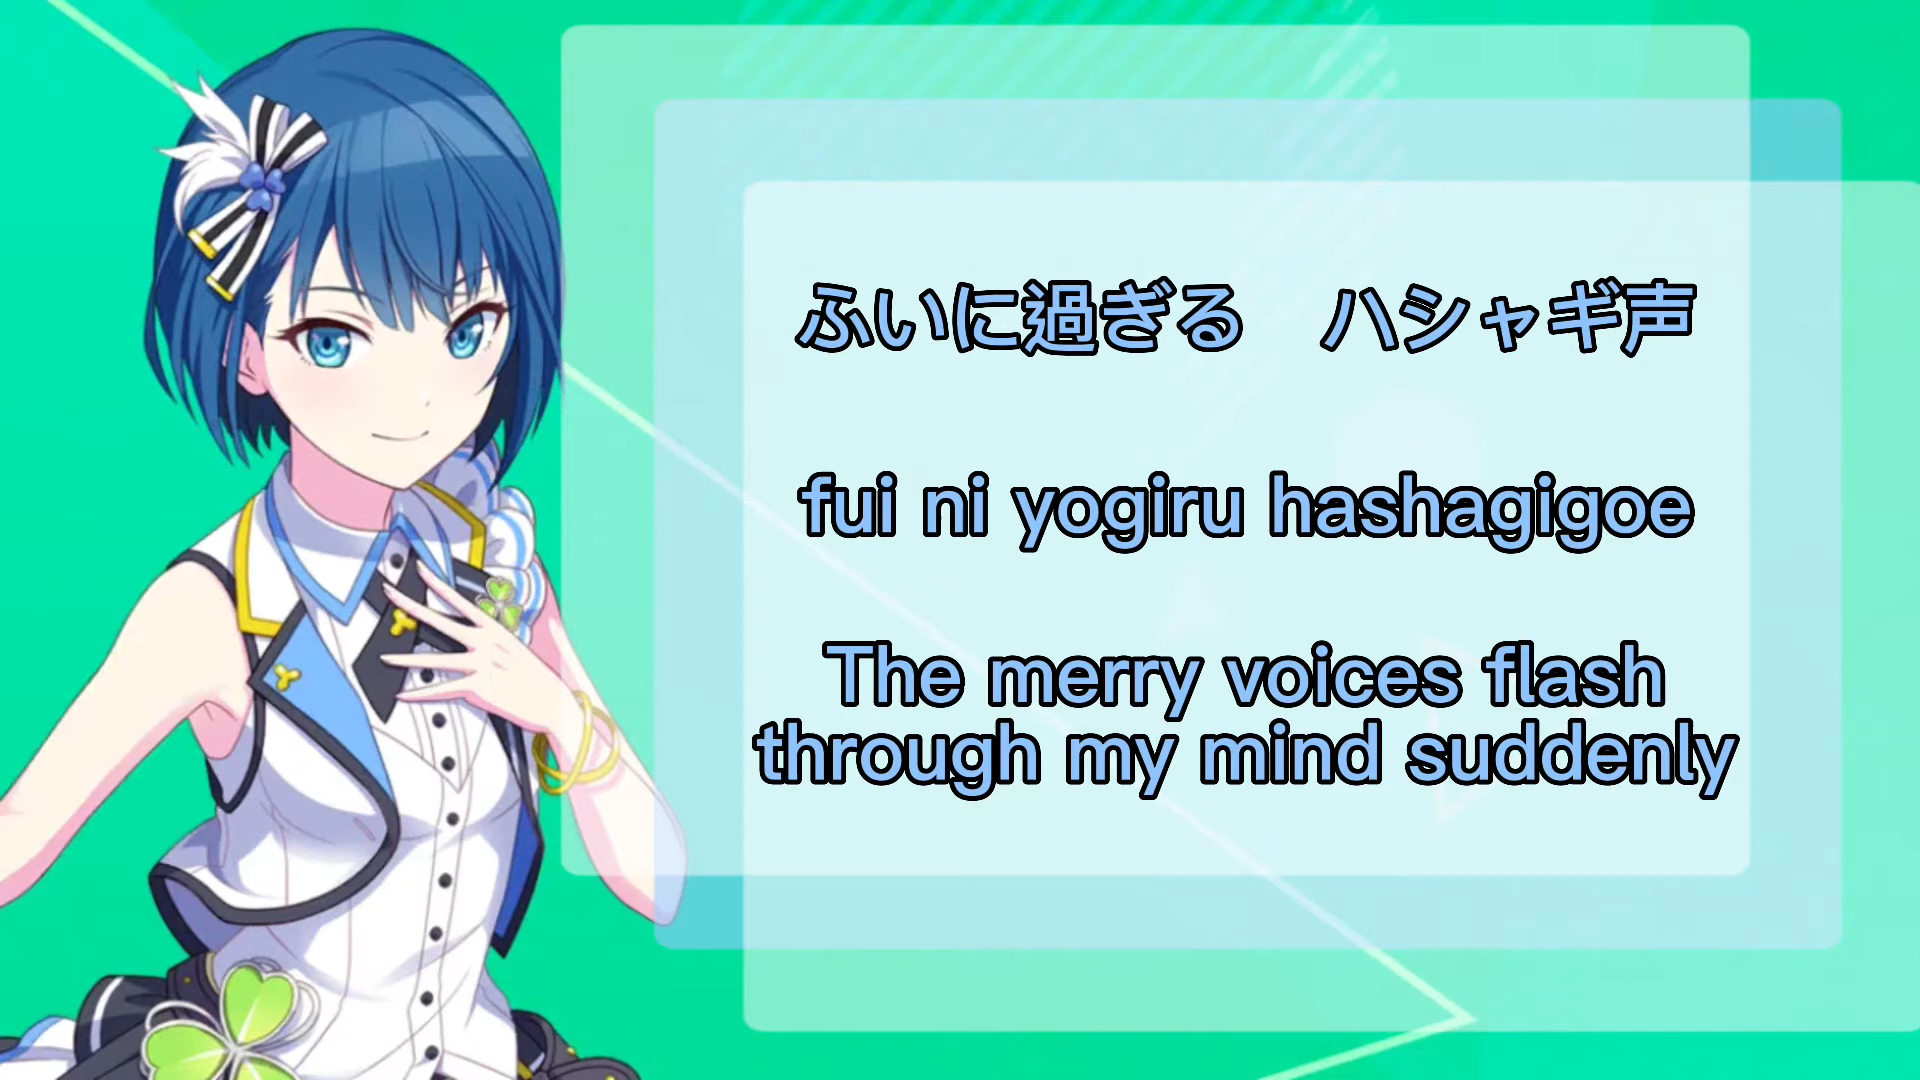 ふいに過ぎる　ハシャギ声
fui ni yogiru hashagigoe
The merry voices flash
through my mind suddenly